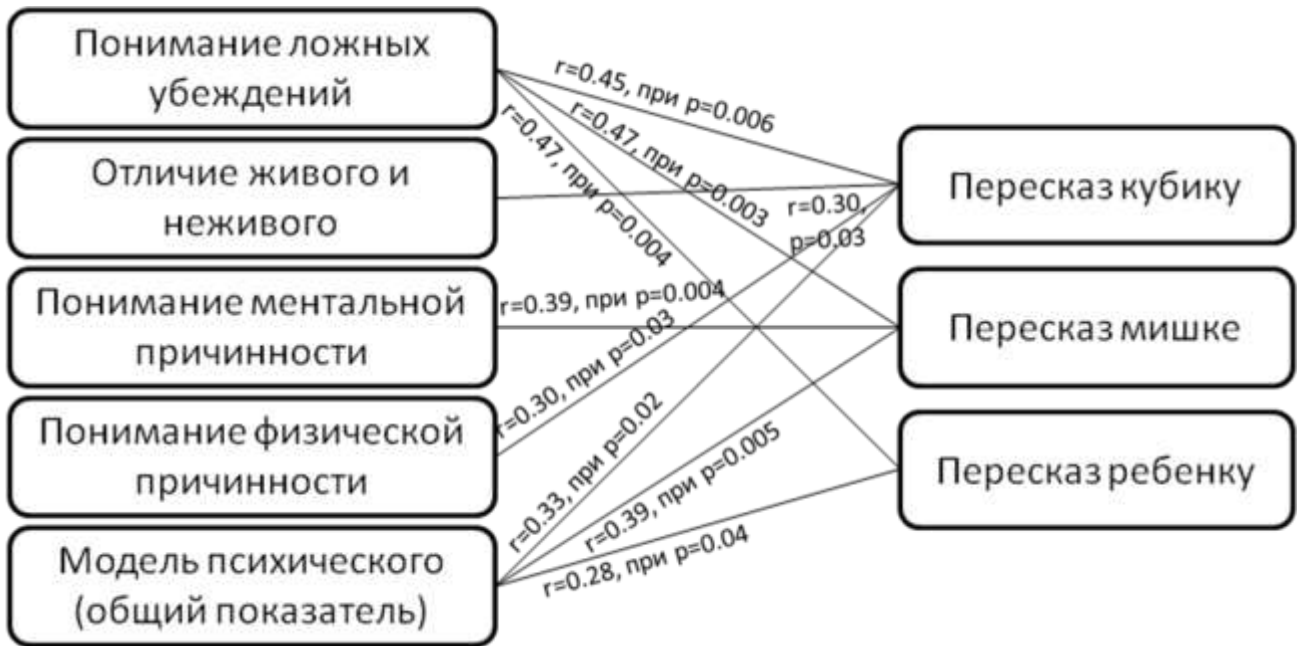 Понимание ложных
убеждений
Отличие живого и
неживого
Понимание ментальной
причинности
Понимание физической
причинности
Модель психического
(общий показатель)
r=0.45, при p=0.006
r=0.47, при p=0.003
r=0.47, при p=0.004
r=0.30,
p=0.03
r=0.39, при p=0.004
r=0.30, при p=0.03
r=0.33, при p=0.02
r=0.39, при p=0.005
r=0.28, при p=0.04
Пересказ кубику
Пересказ мишке
Пересказ ребенку